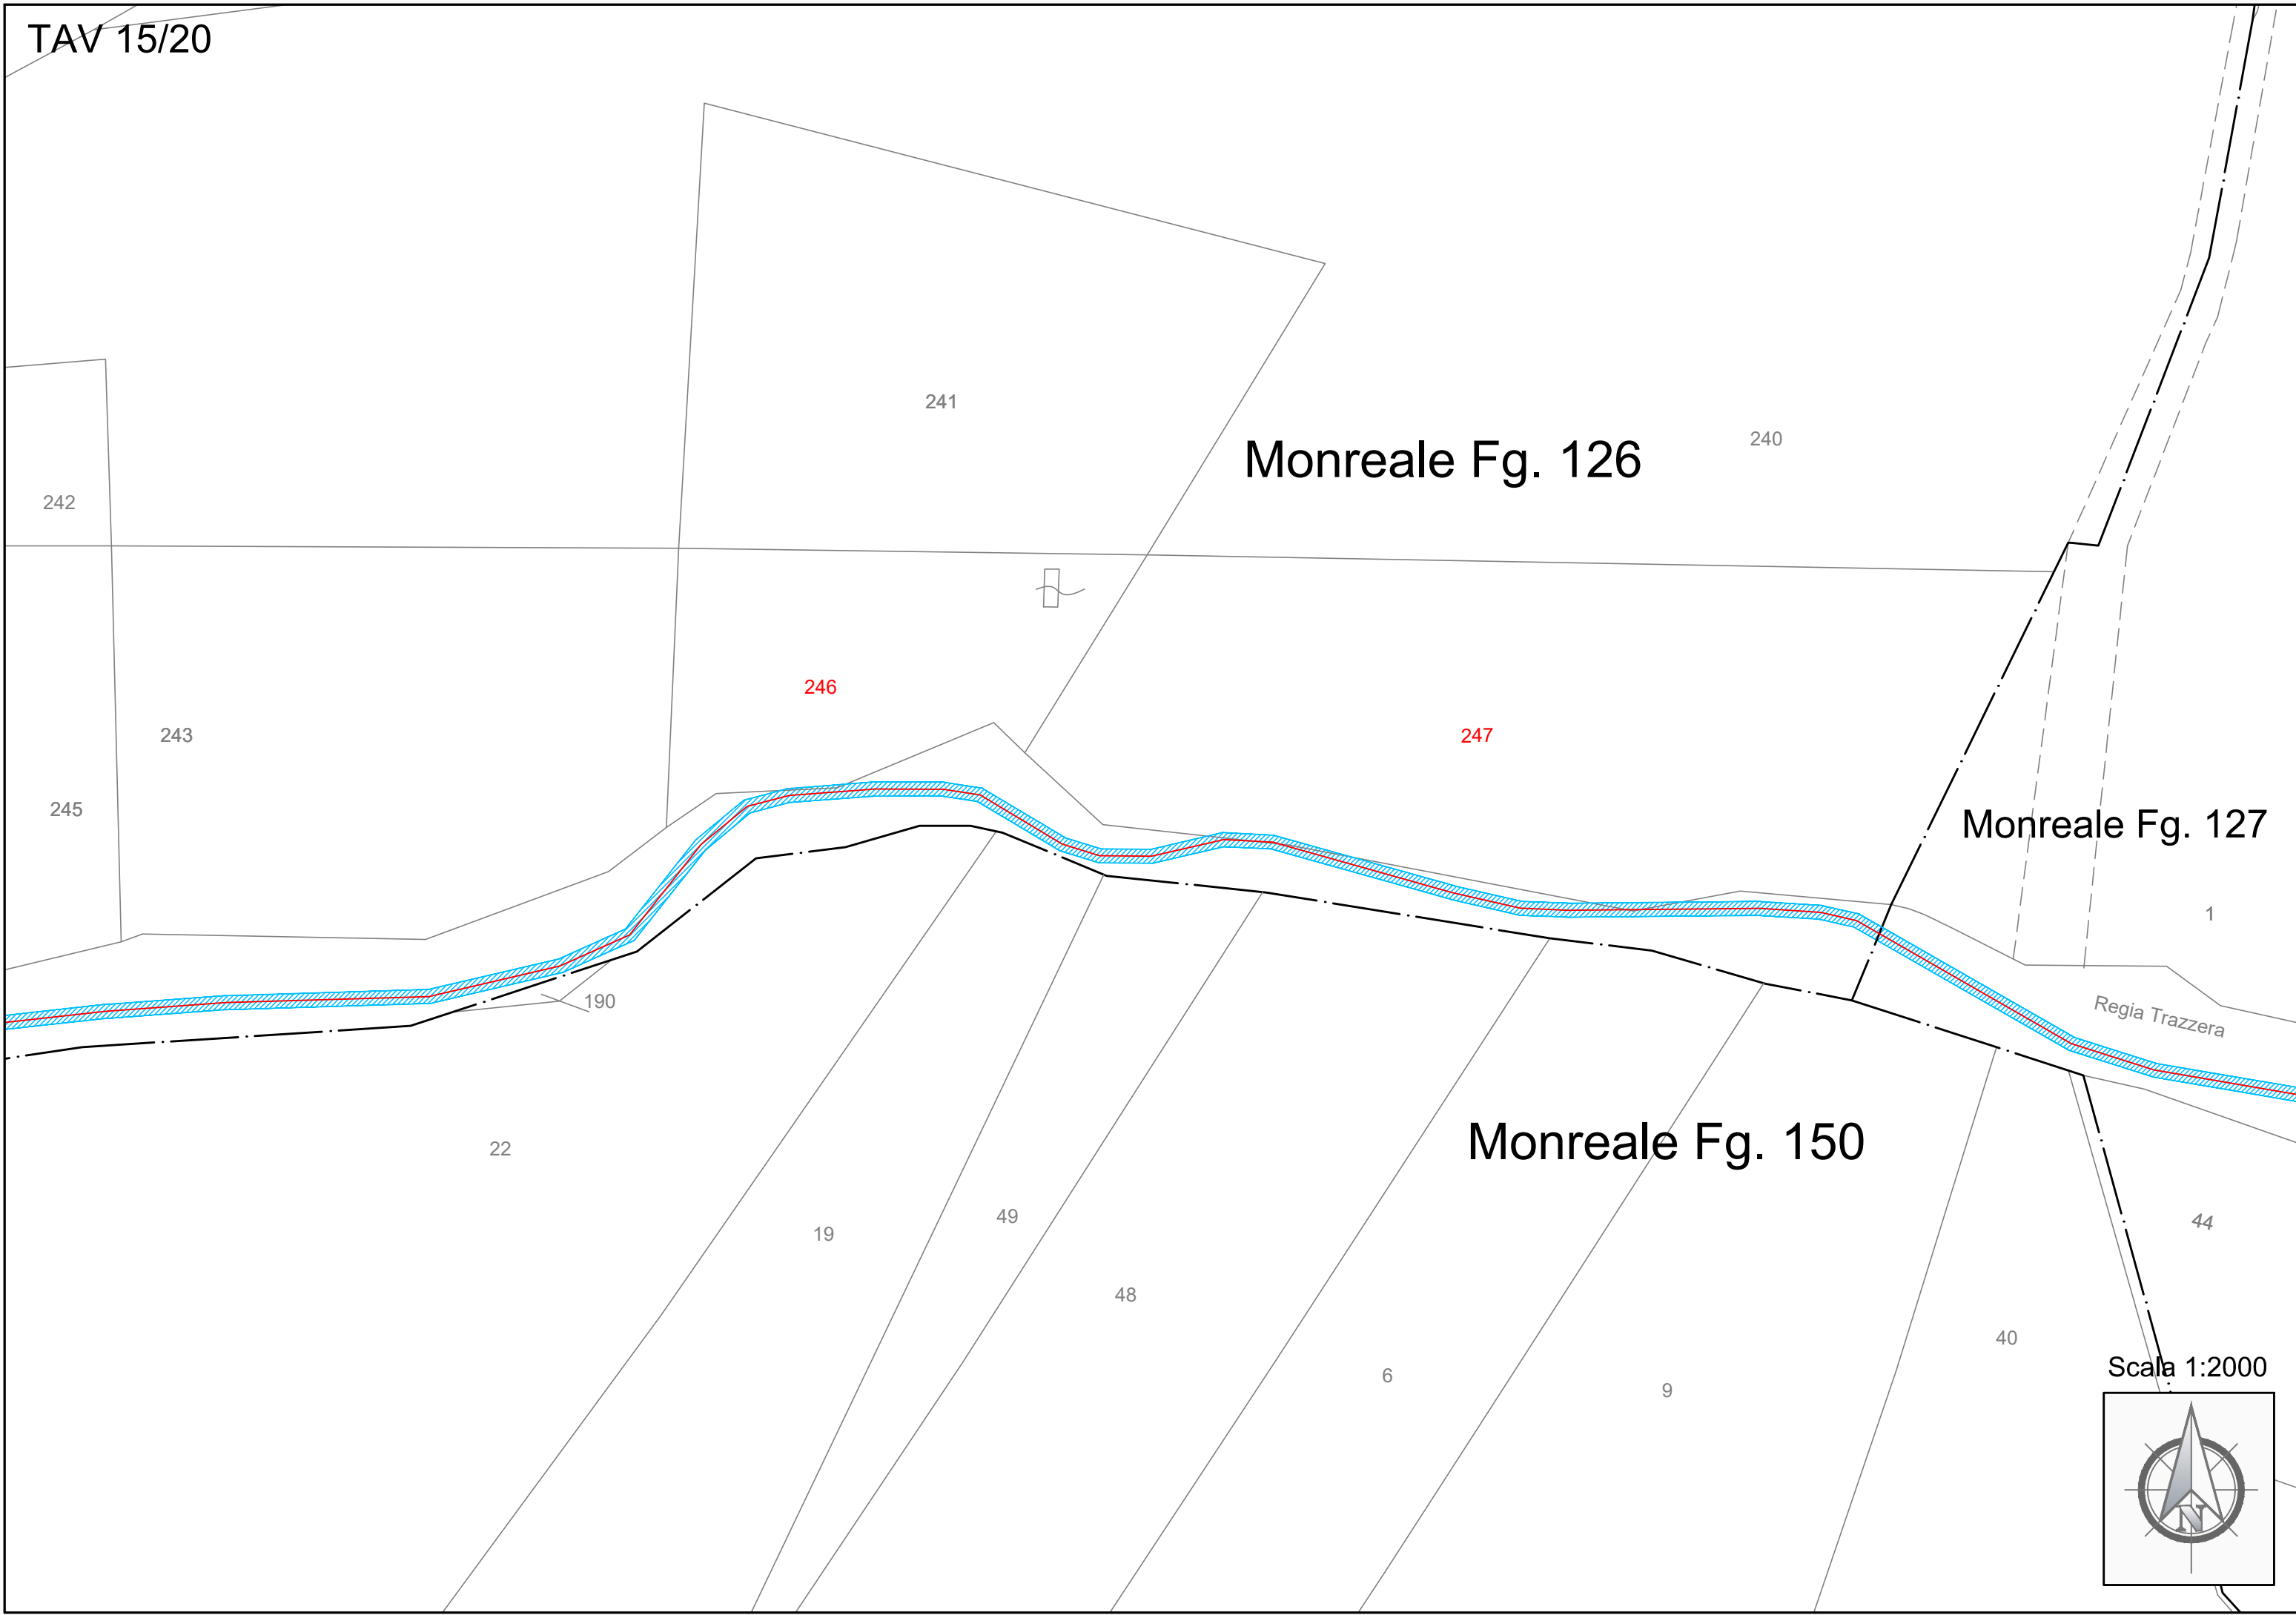 TAV 15/20
241
Monreale Fg. 126
240
242
246
243
247
245
Monreale Fg. 127
1
190
Regia Trazzera
22
Monreale Fg. 150
49
44
19
48
40
Scala 1:2000
6
9
N